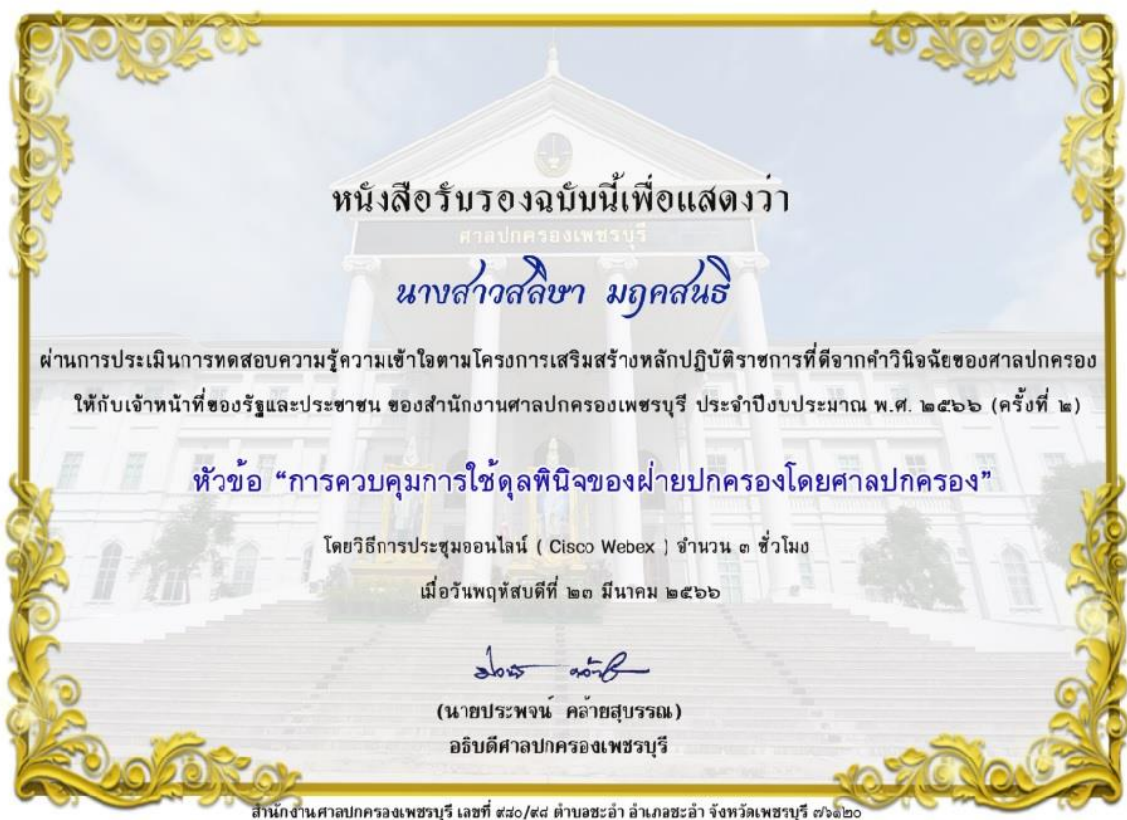 หนังสือรับรองฉบับนี้เพื่อแสดงว่า
ศาลปกครองเพชรบุรี
นางสาวสลิษา มฤคสนธิ
ผ่านการประเมินการทดสอบความรู้ความเข้าใจตามโครงการเสริมสร้างหลักปฏิบัติราชการที่ดีจากคำวินิจฉัยของศาลปกครอง
ให้กับเจ้าหน้าที่ของรัฐและประชาชน ของสำนักงานศาลปกครองเพชรบุรี ประจำปีงบประมาณ พ.ศ. ๒๕๖๖ (ครั้งที่ ๒)
หัวข้อ “การควบคุมการใช้ดุลพินิจของฝ่ายปกครองโดยศาลปกครอง”
โดยวิธีการประชุมออนไลน์ ( Cisco Webex ) จำนวน ๓ ชั่วโมง
เมื่อวันพฤหัสบดีที่ ๒๓ มีนาคม ๒๕๖๖
(นายประพจน์ คล้ายสุบรรณ)
อธิบดีศาลปกครองเพชรบุรี
สำนักงานศาลปกครองเพชรบุรี เลขที่ ๙๘๐/๙๘ ตำบลชะอำ อำเภอชะอำ จังหวัดเพชรบุรี ๗๖๑๒๐